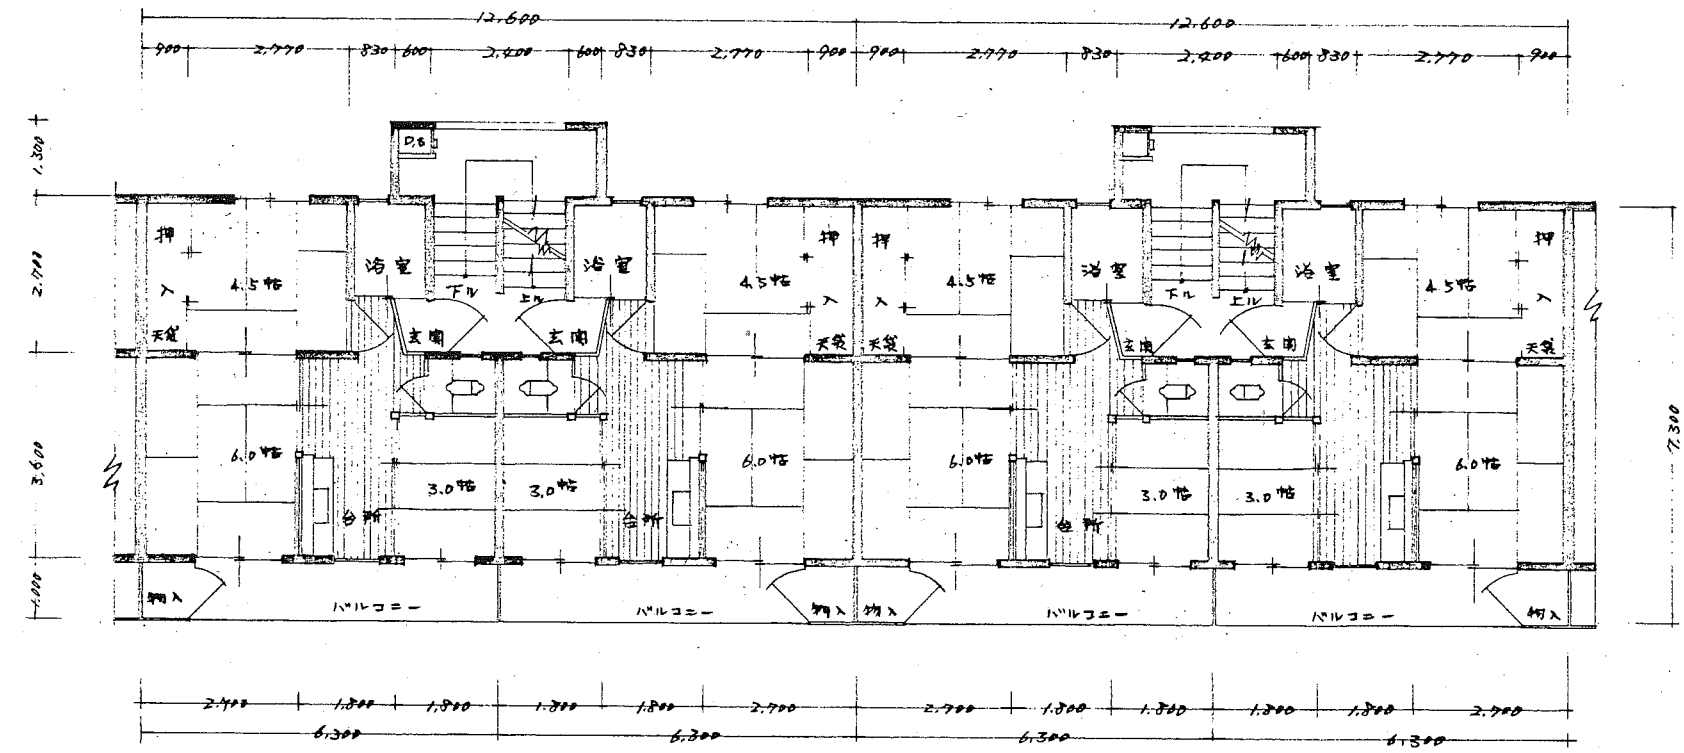 12.600 12.600
900 2.770 830 600 2.400 600 830 2.770 900 900 2.770 830 2.400 600 830 2.770 900
1.300
D.S
2.700
押 浴室 浴室 押 押 浴室 浴室 押
入 4.5帖 下ル 上ル 4.5帖 入 入 4.5帖 下ル 上ル 4.5帖 入
天袋 玄関 玄関 天袋 天袋 玄関 玄関 天袋
3.600
7.300
6.0帖 6.0帖 6.0帖 6.0帖
3.0帖 3.0帖 3.0帖 3.0帖
台所 台所 台所
1.000
物入 バルコニー バルコニー 物入 物入 バルコニー バルコニー 物入
2.700 1.800 1.800 1.800 1.800 2.700 2.700 1.800 1.800 1.800 1.800 2.700
6.300 6.300 6.300 6.300